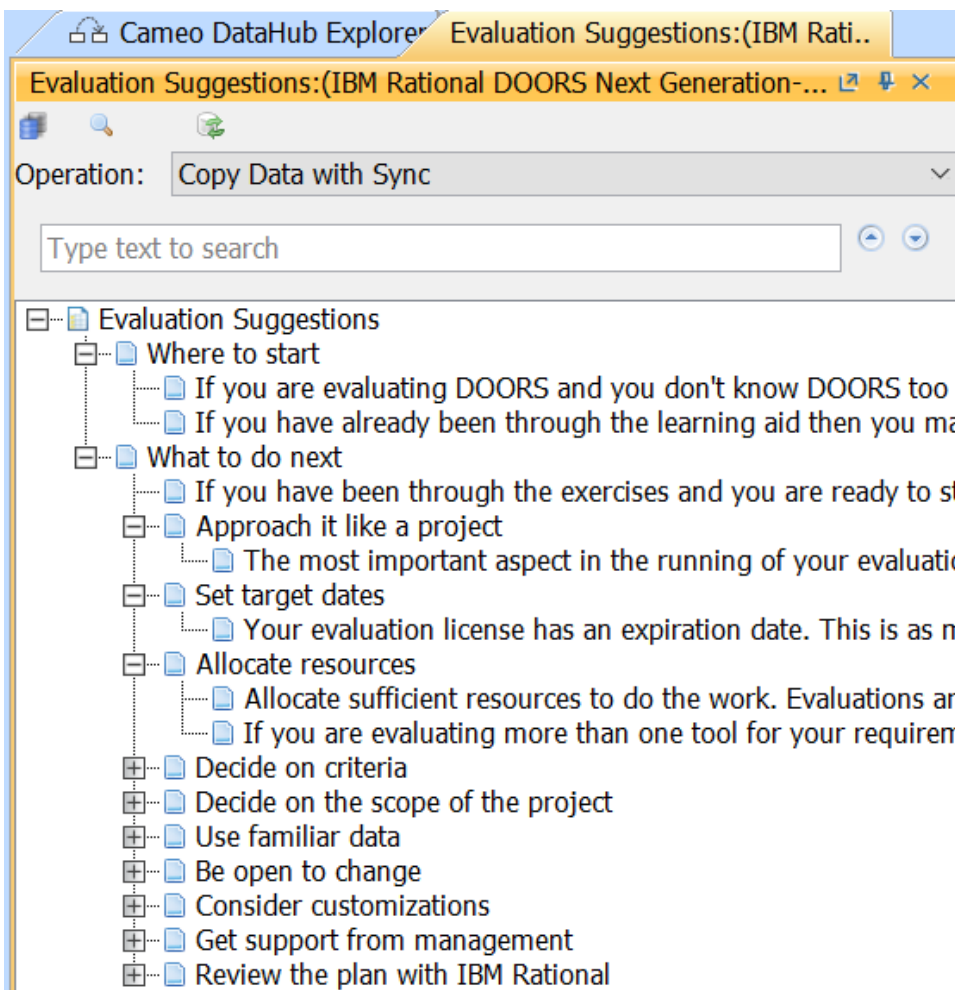 Cameo DataHub Explorer
Evaluation Suggestions:(IBM Rati..
Evaluation Suggestions:(IBM Rational DOORS Next Generation-...
Operation:
Copy Data with Sync
Type text to search
Evaluation Suggestions
Where to start
If you are evaluating DOORS and you don't know DOORS too
If you have already been through the learning aid then you ma
What to do next
If you have been through the exercises and you are ready to st
Approach it like a project
The most important aspect in the running of your evaluatio
Set target dates
Your evaluation license has an expiration date. This is as m
Allocate resources
Allocate sufficient resources to do the work. Evaluations ar
If you are evaluating more than one tool for your requirem
Decide on criteria
Decide on the scope of the project
Use familiar data
Be open to change
Consider customizations
Get support from management
Review the plan with IBM Rational